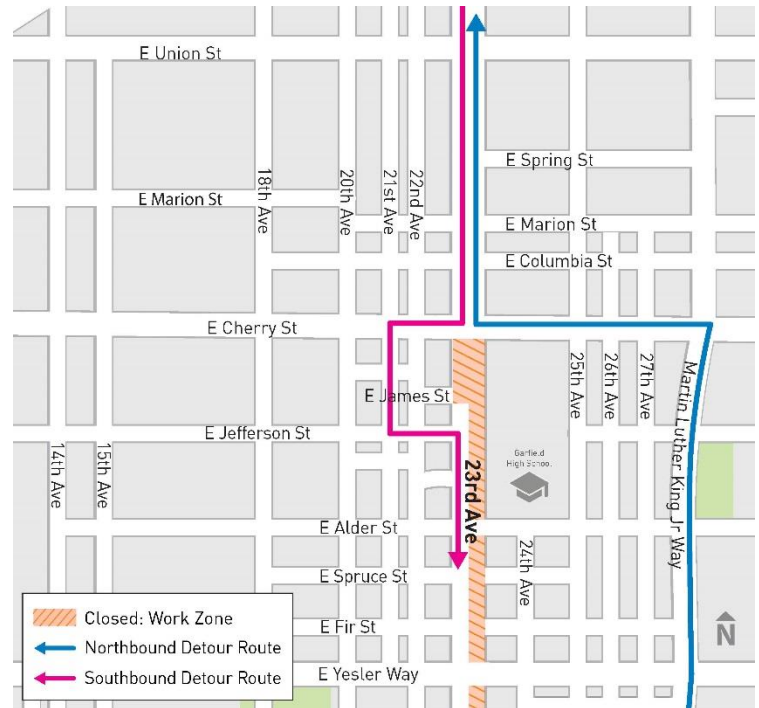 E Union St
E Spring St
18th Ave
20th Ave
21st Ave
22nd Ave
E Marion St
E Marion St
E Columbia St
E Cherry St
25th Ave
26th Ave
27th Ave
Martin Luther King Jr Way
E James St
E Jefferson St
14th Ave
15th Ave
23rd Ave
Garfield
High School
E Alder St
24th Ave
E Spruce St
Closed: Work Zone
E Fir St
Northbound Detour Route
N
E Yesler Way
Southbound Detour Route